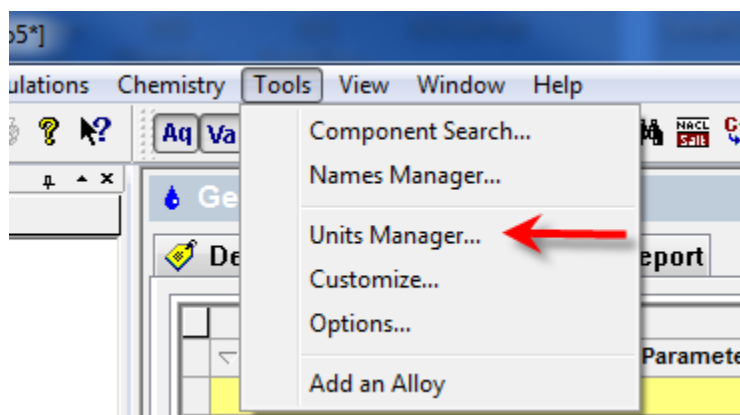 o5*]
ulations Chemistry Tools View Window Help
Aq Va
NACL
Salt
Component Search...
Names Manager...
Units Manager...
Customize...
Options...
Add an Alloy
Ge
De
eport
Paramete